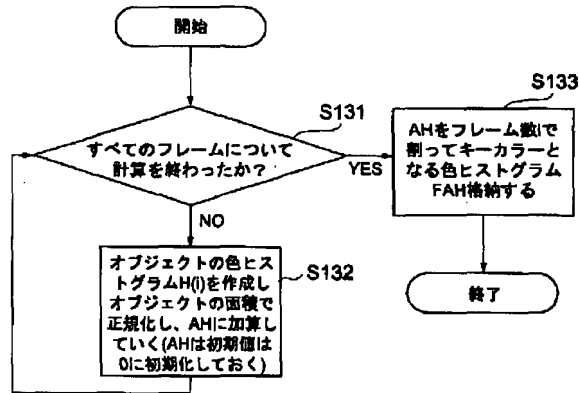 開始
S131
すべてのフレームについて
計算を終わったか？
YES
NO
S132
オブジェクトの色ヒス
トグラムH(i)を作成し
オブジェクトの面積で
正規化し、AHに加算し
ていく(AHは初期値は
0に初期化しておく)
S133
AHをフレーム数iで
割ってキーカラーと
なる色ヒストグラム
FAH格納する
終了